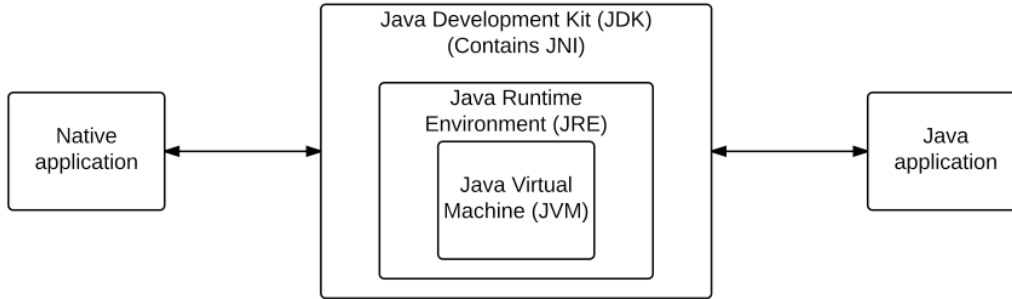 Java Development Kit (JDK)
(Contains JNI)
Java Runtime
Environment (JRE)
Native
application
Java Virtual
Machine (JVM)
Java
application